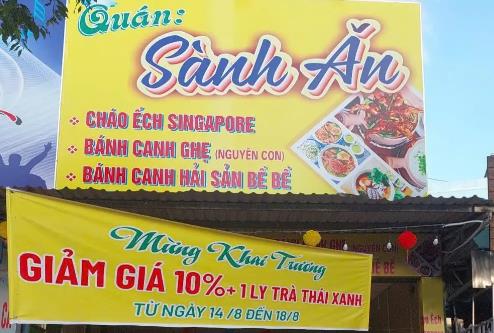 Quán:
Sành Ăn
CHÁO ẾCH SINGAPORE
BÁNH CANH GHẸ (NGUYÊN CON)
BÁNH CANH HẢI SẢN BỀ BỀ
Mừng Khai Trương
GIẢM GIÁ 10% + 1 LY TRÀ THÁI XANH
TỪ NGÀY 14/8 ĐẾN 18/8